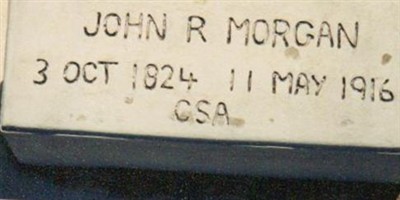 JOHN R MORGAN
3 OCT 1824 11 MAY 1916
CSA